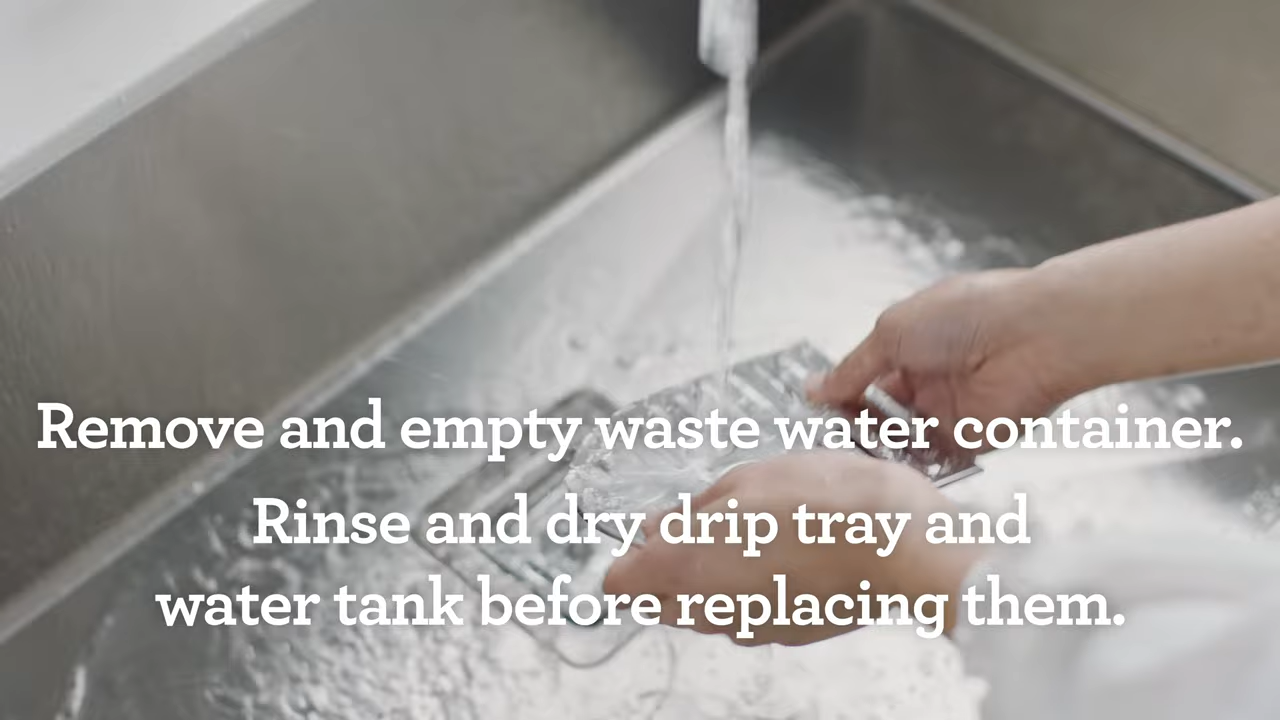 Remove and empty waste water container.
Rinse and dry drip tray and
water tank before replacing them.